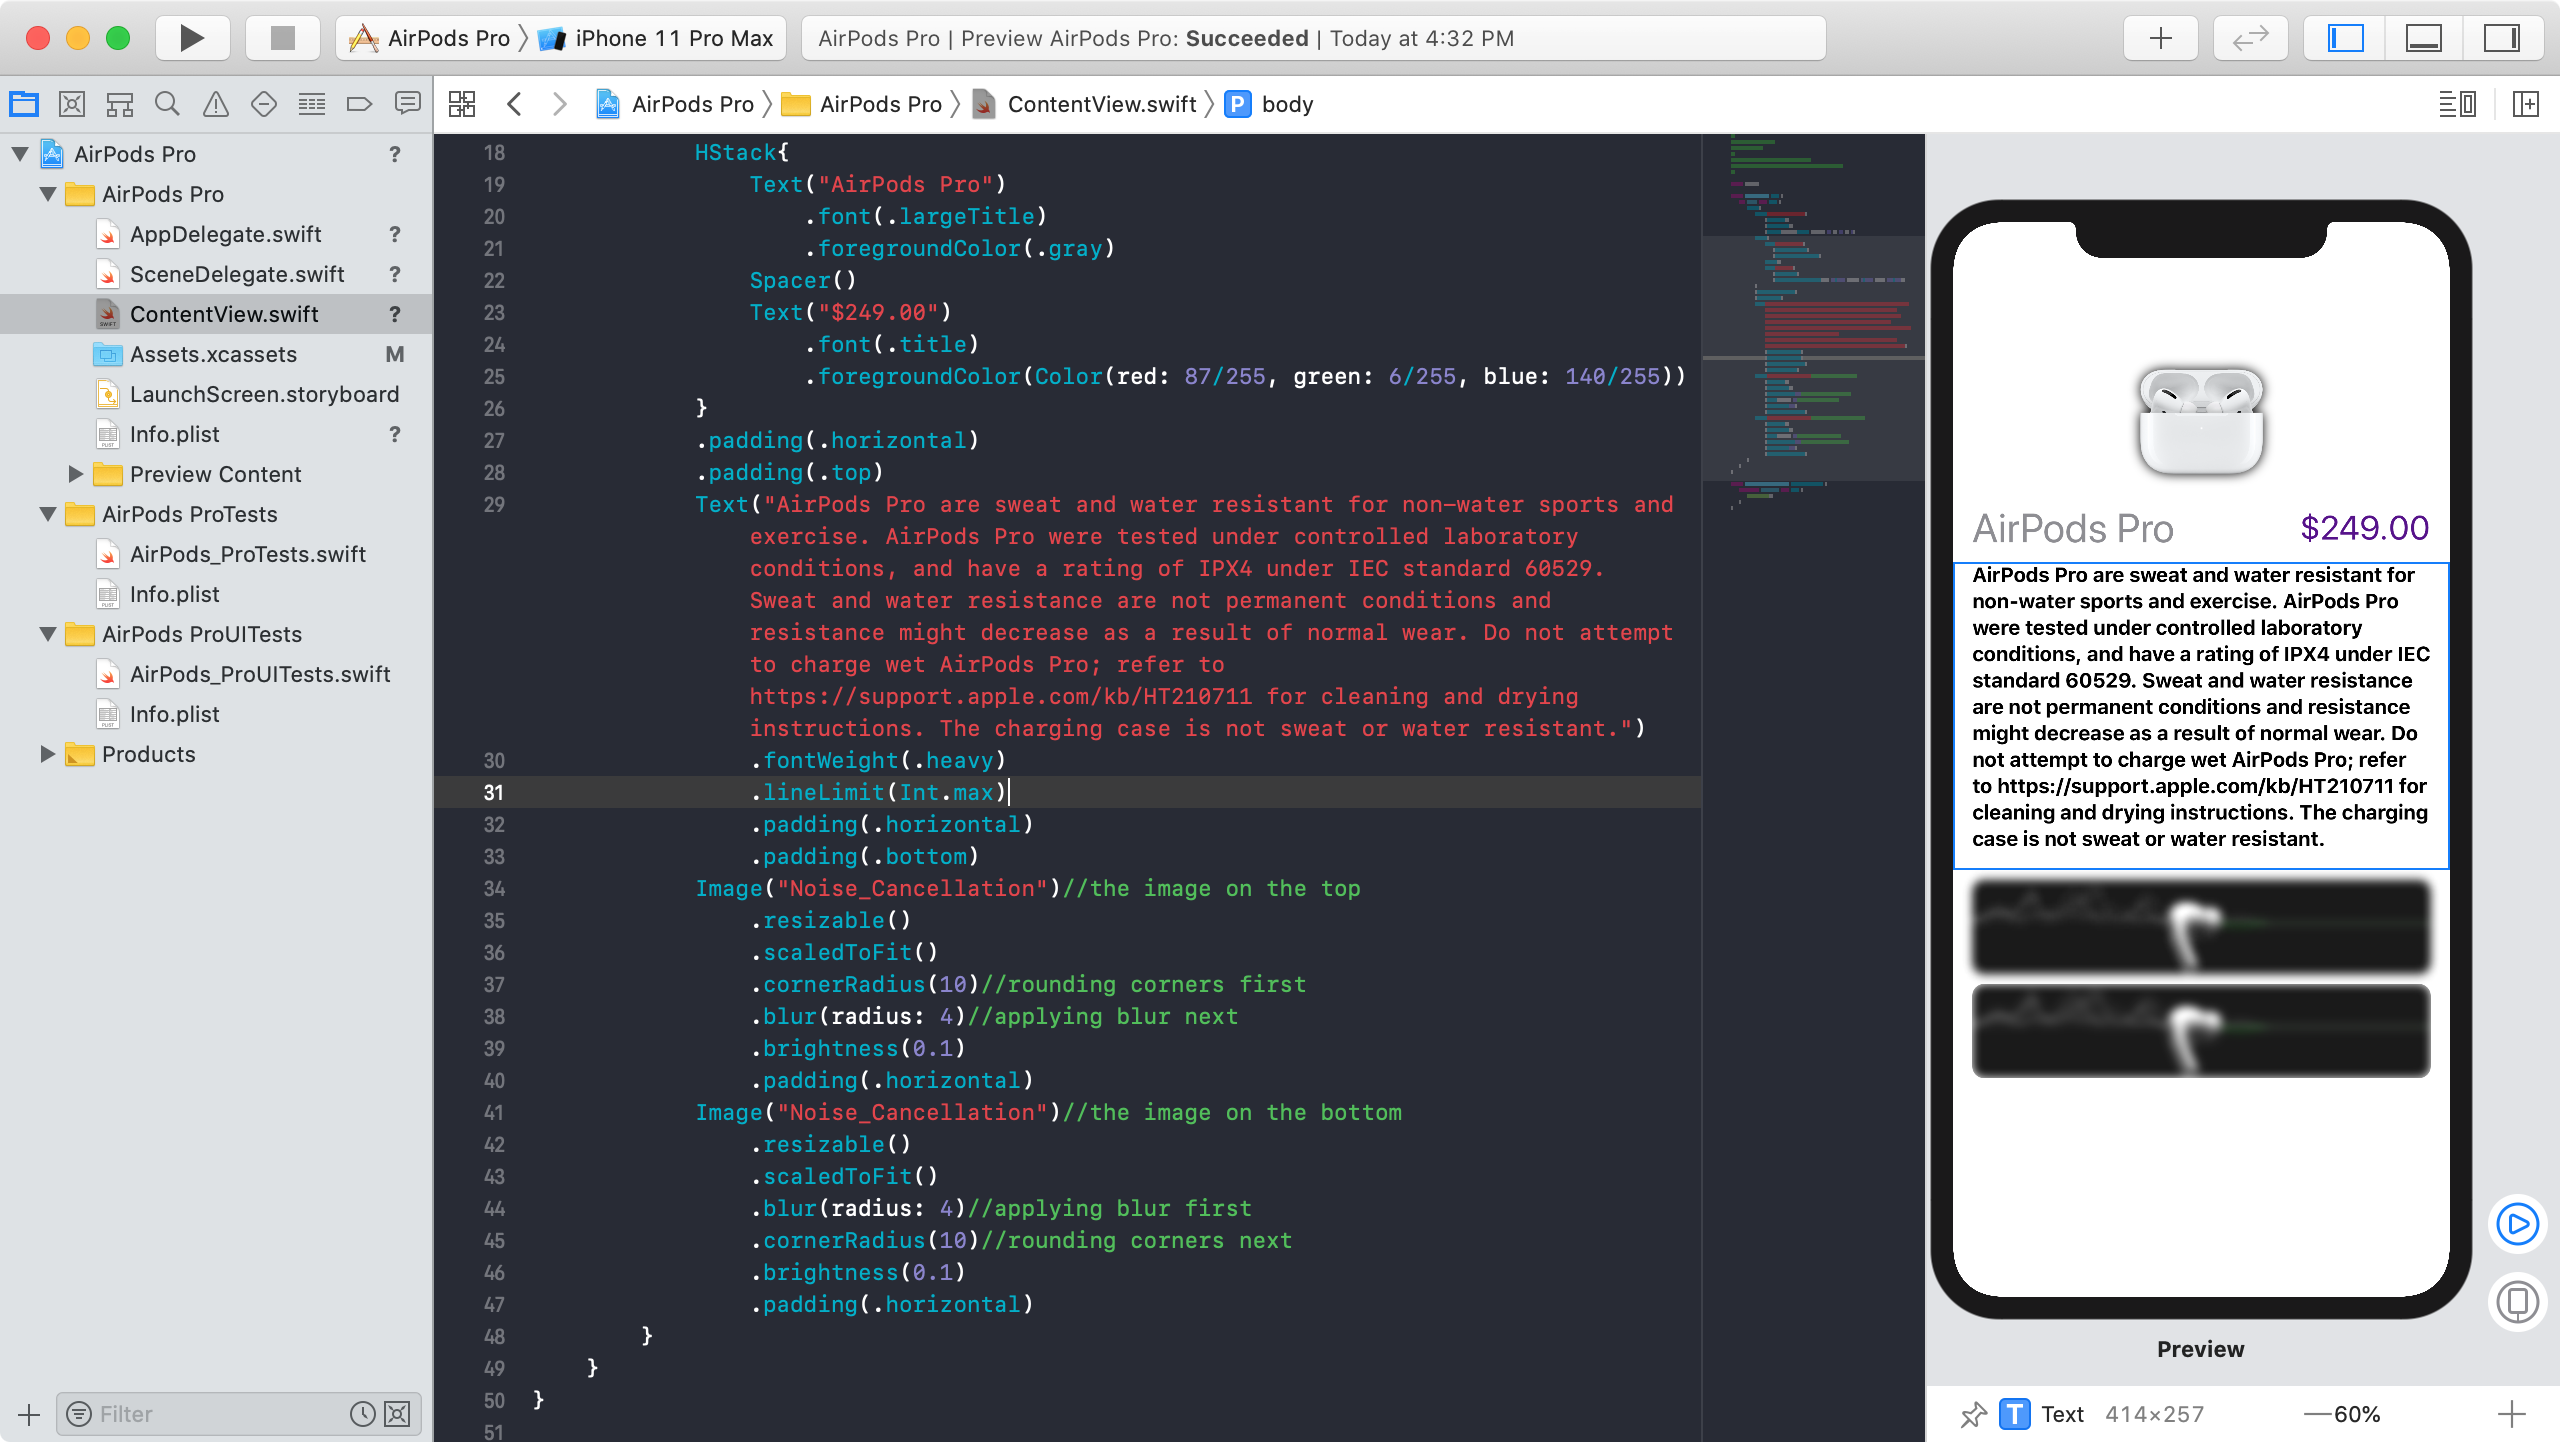 AirPods Pro iPhone 11 Pro Max
AirPods Pro | Preview AirPods Pro: Succeeded | Today at 4:32 PM
AirPods Pro AirPods Pro ContentView.swift P body
AirPods Pro ?
AirPods Pro
AppDelegate.swift ?
SceneDelegate.swift ?
ContentView.swift ?
Assets.xcassets M
LaunchScreen.storyboard
Info.plist ?
Preview Content
AirPods ProTests
AirPods_ProTests.swift
Info.plist
AirPods ProUITests
AirPods_ProUITests.swift
Info.plist
Products
Filter
18 HStack{
19 Text("AirPods Pro")
20 .font(.largeTitle)
21 .foregroundColor(.gray)
22 Spacer()
23 Text("$249.00")
24 .font(.title)
25 .foregroundColor(Color(red: 87/255, green: 6/255, blue: 140/255))
26 }
27 .padding(.horizontal)
28 .padding(.top)
29 Text("AirPods Pro are sweat and water resistant for non-water sports and
exercise. AirPods Pro were tested under controlled laboratory
conditions, and have a rating of IPX4 under IEC standard 60529.
Sweat and water resistance are not permanent conditions and
resistance might decrease as a result of normal wear. Do not attempt
to charge wet AirPods Pro; refer to
https://support.apple.com/kb/HT210711 for cleaning and drying
instructions. The charging case is not sweat or water resistant.")
30 .fontWeight(.heavy)
31 .lineLimit(Int.max)
32 .padding(.horizontal)
33 .padding(.bottom)
34 Image("Noise_Cancellation")//the image on the top
35 .resizable()
36 .scaledToFit()
37 .cornerRadius(10)//rounding corners first
38 .blur(radius: 4)//applying blur next
39 .brightness(0.1)
40 .padding(.horizontal)
41 Image("Noise_Cancellation")//the image on the bottom
42 .resizable()
43 .scaledToFit()
44 .blur(radius: 4)//applying blur first
45 .cornerRadius(10)//rounding corners next
46 .brightness(0.1)
47 .padding(.horizontal)
48 }
49 }
50 }
51
AirPods Pro $249.00
AirPods Pro are sweat and water resistant for
non-water sports and exercise. AirPods Pro
were tested under controlled laboratory
conditions, and have a rating of IPX4 under IEC
standard 60529. Sweat and water resistance
are not permanent conditions and resistance
might decrease as a result of normal wear. Do
not attempt to charge wet AirPods Pro; refer
to https://support.apple.com/kb/HT210711 for
cleaning and drying instructions. The charging
case is not sweat or water resistant.
Preview
T Text 414×257 60%